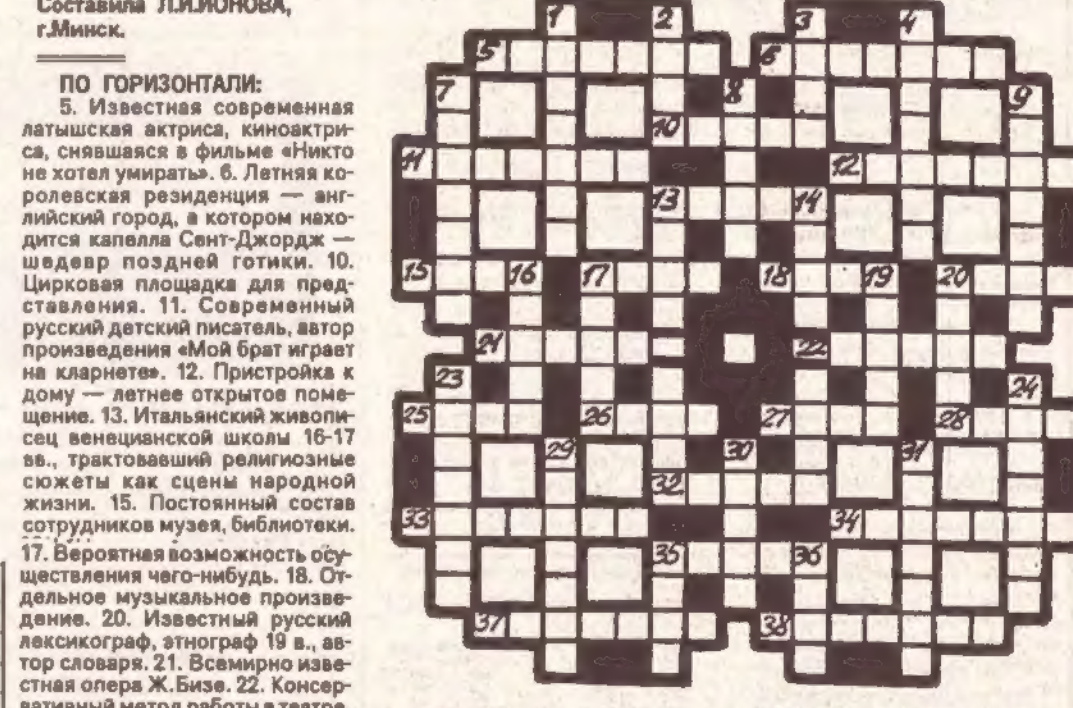 Составила Л.И.ИОНОВА,
г.Минск.
ПО ГОРИЗОНТАЛИ:
5. Известная современная
латышская актриса, киноактри-
са, снявшаяся в фильме «Никто
не хотел умирать». 6. Летняя ко-
ролевская резиденция — анг-
лийский город, в котором нахо-
дится капелла Сент-Джордж —
шедевр поздней готики. 10.
Цирковая площадка для пред-
ставления. 11. Современный
русский детский писатель, автор
произведения «Мой брат играет
на кларнете». 12. Пристройка к
дому — летнее открытое поме-
щение. 13. Итальянский живопи-
сец венецианской школы 16-17
вв., трактовавший религиозные
сюжеты как сцены народной
жизни. 15. Постоянный состав
сотрудников музея, библиотеки.
17. Вероятная возможность осу-
ществления чего-нибудь. 18. От-
дельное музыкальное произве-
дение. 20. Известный русский
лексикограф, этнограф 19 в., ав-
тор словаря. 21. Всемирно изве-
стная опера Ж.Бизе. 22. Консер-
вативный метод работы в театре,
1 2 3 4
5 6
7 8 9
10
11 12
13 14
15 16 17 18 19 20
21 22
23 24
25 26 27 28
29 30 31
32
33 34
35 36
37 38